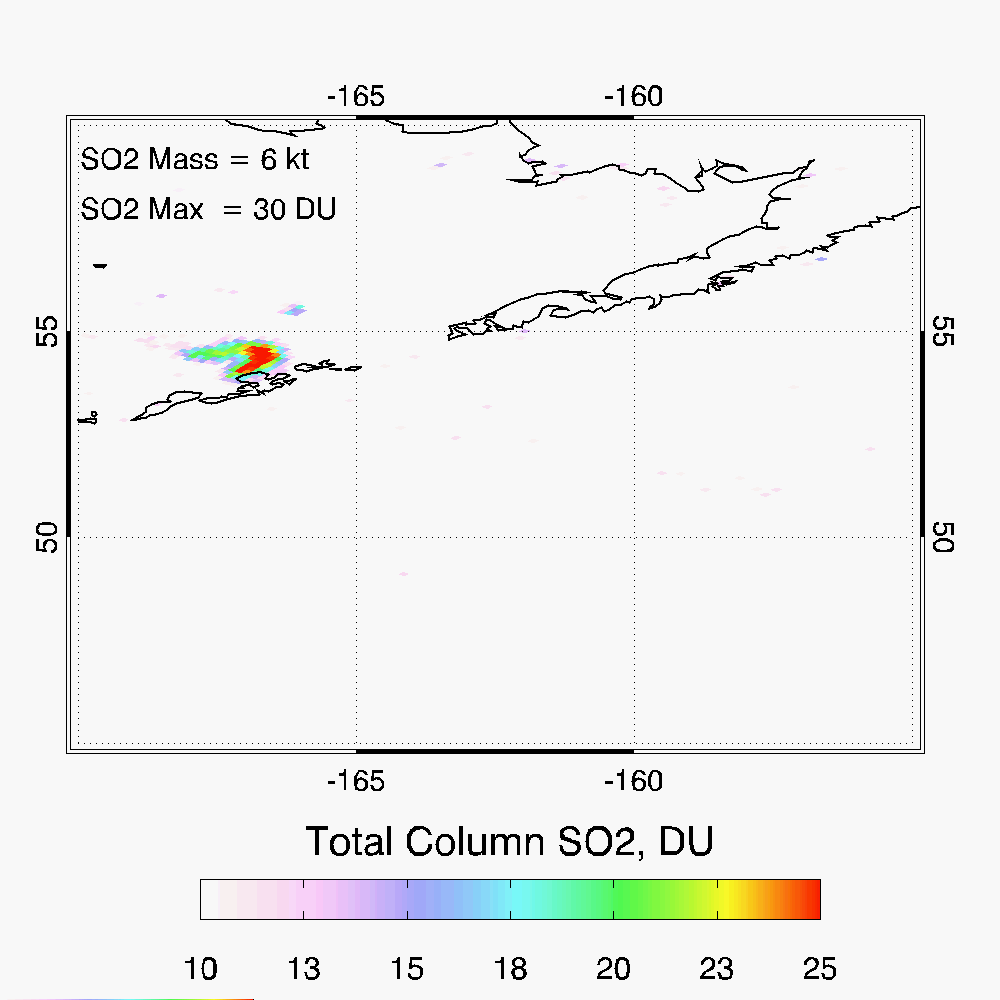 -165 -160
SO2 Mass = 6 kt
SO2 Max = 30 DU
55 55
50 50
-165 -160
Total Column SO2, DU
10 13 15 18 20 23 25